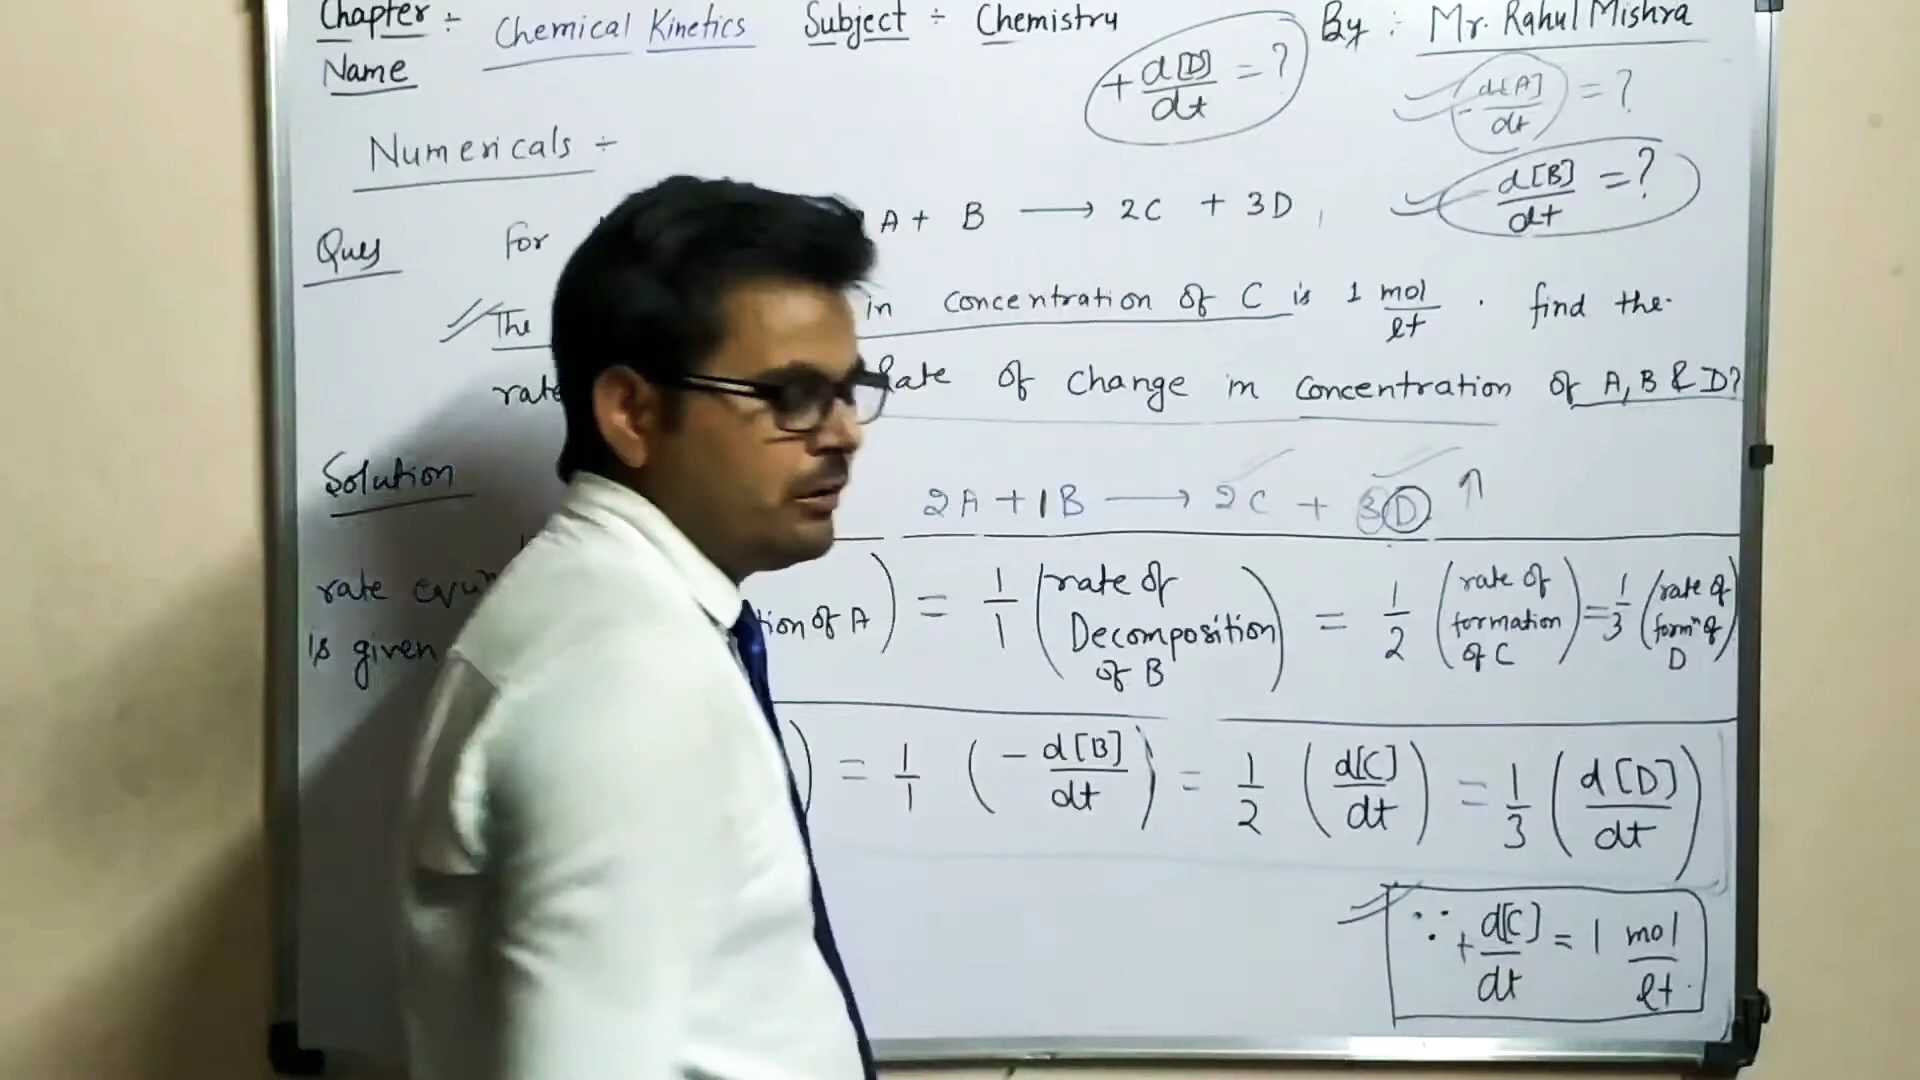 Chapter ÷ Chemical Kinetics Subject ÷ Chemistry By : Mr. Rahul Mishra
Name
+ d[D]/dt = ?
- d[A]/dt = ?
Numericals ÷
d[B]/dt = ?
Ques For A + B ⟶ 2C + 3D
The in concentration of C is 1 mol/lt . find the
rate Rate of change in concentration of A, B & D?
Solution 2A + 1B ⟶ 2C + 3D ↑
rate tion of A ) = 1/1 ( rate of Decomposition of B ) = 1/2 ( rate of formation of C ) = 1/3 ( rate of formⁿ of D )
is given
) = 1/1 ( - d[B]/dt ) = 1/2 ( d[C]/dt ) = 1/3 ( d[D]/dt )
∵ + d[C]/dt = 1 mol/lt.